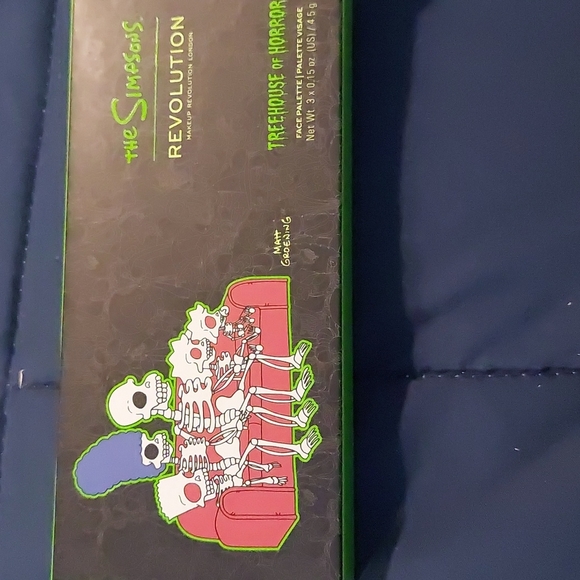 THE SIMPSONS
REVOLUTION
MAKEUP REVOLUTION LONDON
TREEHOUSE OF HORROR
FACE PALETTE | PALETTE VISAGE
Net Wt. 3 x 0.15 oz. (US) / 4.5 g
MATT
GROENING